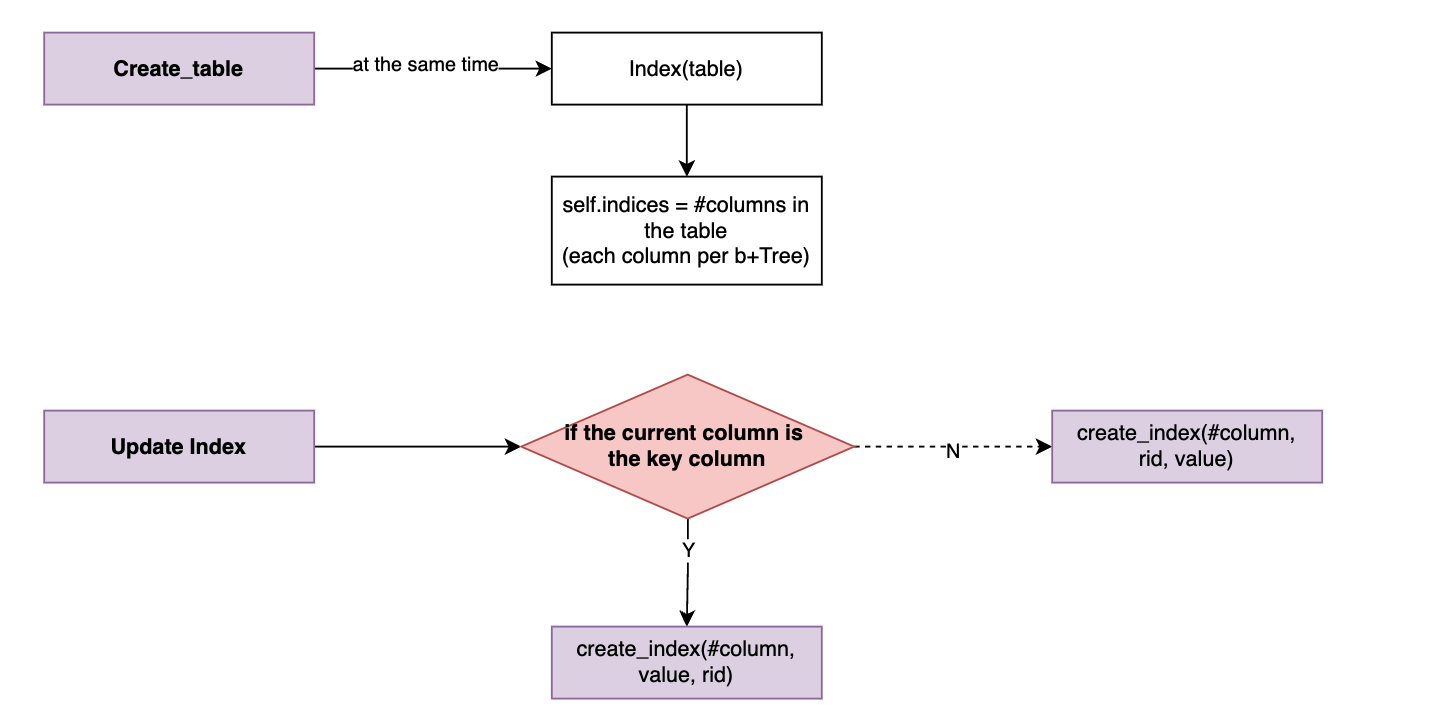 Create_table
at the same time
Index(table)
self.indices = #columns in
the table
(each column per b+Tree)
Update Index
if the current column is
the key column
N
create_index(#column,
rid, value)
Y
create_index(#column,
value, rid)